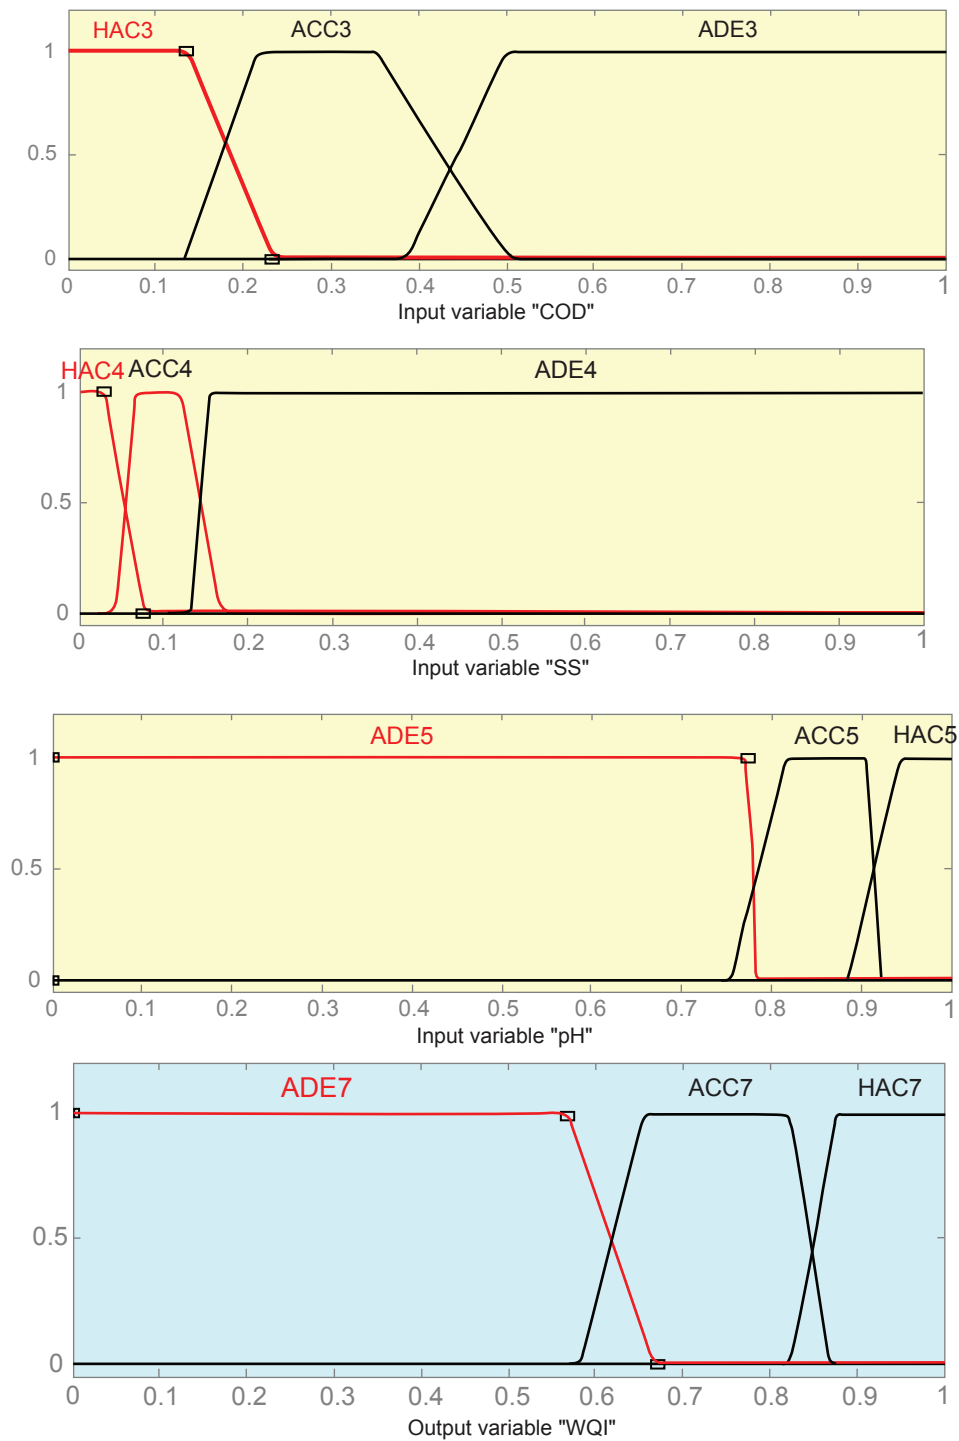 HAC3 ACC3 ADE3
1
0.5
0
0 0.1 0.2 0.3 0.4 0.5 0.6 0.7 0.8 0.9 1
Input variable "COD"
HAC4 ACC4 ADE4
1
0.5
0
0 0.1 0.2 0.3 0.4 0.5 0.6 0.7 0.8 0.9 1
Input variable "SS"
ADE5 ACC5 HAC5
1
0.5
0
0 0.1 0.2 0.3 0.4 0.5 0.6 0.7 0.8 0.9 1
Input variable "pH"
ADE7 ACC7 HAC7
1
0.5
0
0 0.1 0.2 0.3 0.4 0.5 0.6 0.7 0.8 0.9 1
Output variable "WQI"